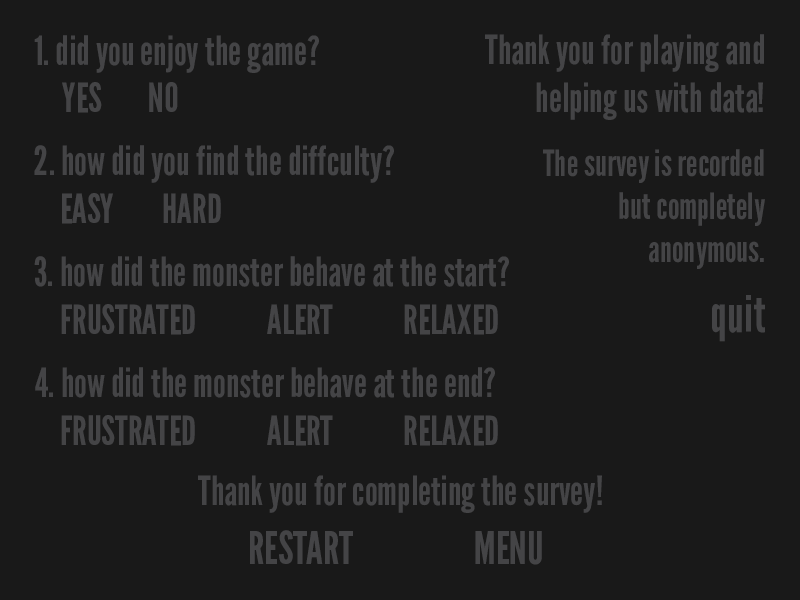 1. did you enjoy the game?
YES NO
2. how did you find the diffculty?
EASY HARD
3. how did the monster behave at the start?
FRUSTRATED ALERT RELAXED
4. how did the monster behave at the end?
FRUSTRATED ALERT RELAXED
Thank you for playing and
helping us with data!
The survey is recorded
but completely
anonymous.
quit
Thank you for completing the survey!
RESTART MENU